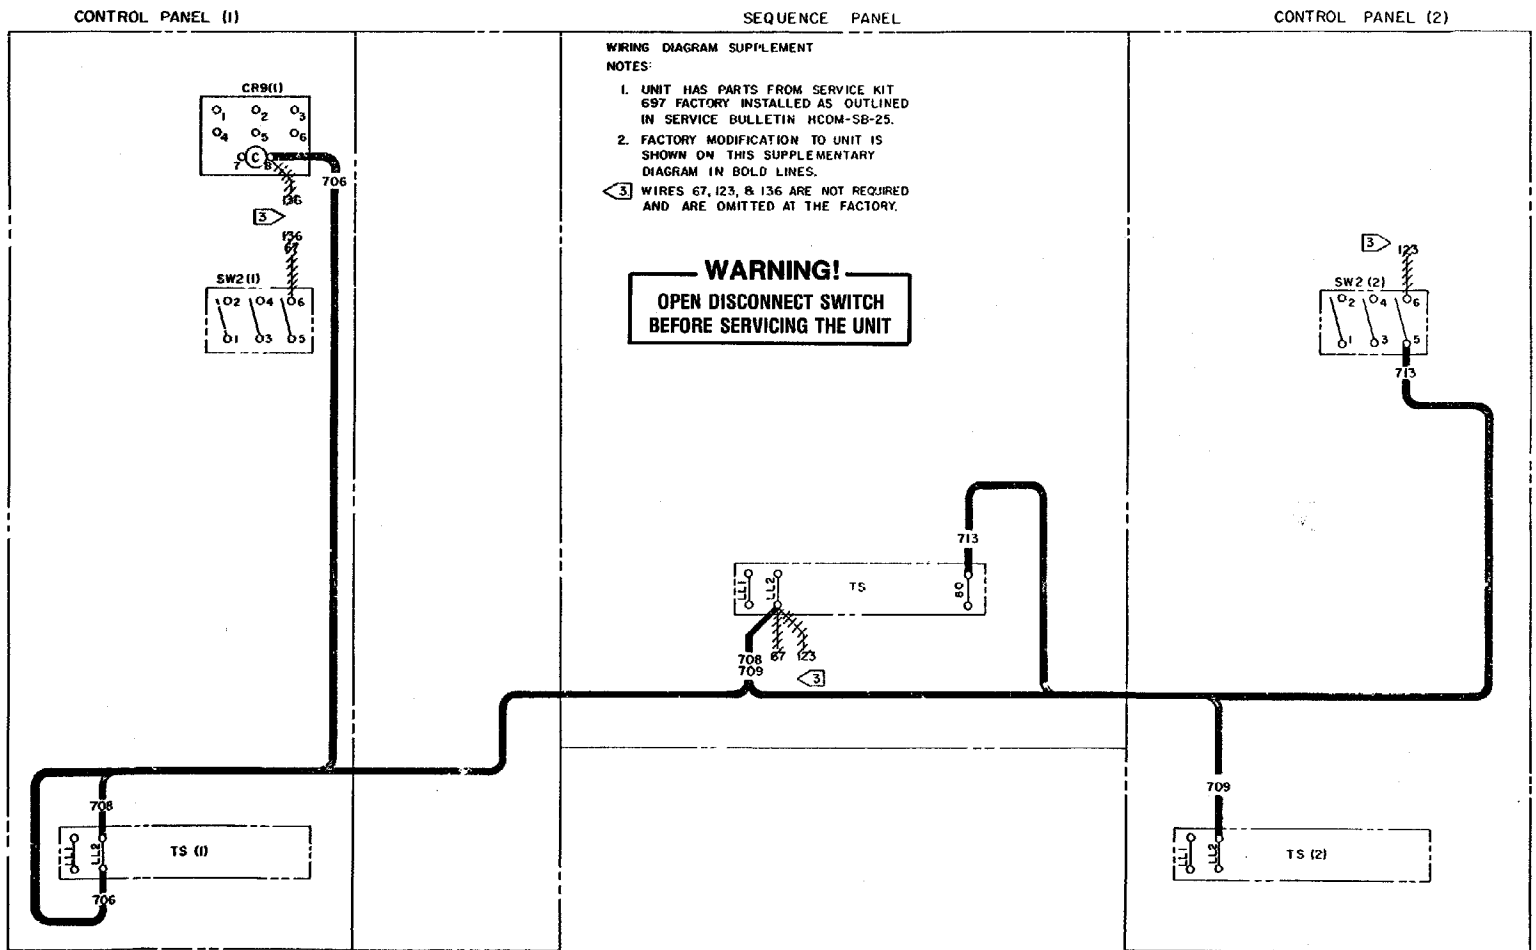 CONTROL PANEL (1)
SEQUENCE PANEL
CONTROL PANEL (2)
WIRING DIAGRAM SUPPLEMENT
NOTES:
1. UNIT HAS PARTS FROM SERVICE KIT
697 FACTORY INSTALLED AS OUTLINED
IN SERVICE BULLETIN HCOM-SB-25.
2. FACTORY MODIFICATION TO UNIT IS
SHOWN ON THIS SUPPLEMENTARY
DIAGRAM IN BOLD LINES.
3 WIRES 67, 123, & 136 ARE NOT REQUIRED
AND ARE OMITTED AT THE FACTORY.
WARNING!
OPEN DISCONNECT SWITCH
BEFORE SERVICING THE UNIT
CR9(1)
1 2 3
4 5 6
7 C 8
706
136
3
136
67
SW2(1)
2 4 6
1 3 5
3
123
SW2 (2)
2 4 6
1 3 5
713
713
LL1
LL2
TS
80
708
709
67
123
3
708
LL1
LL2
TS (1)
706
709
LL1
LL2
TS (2)